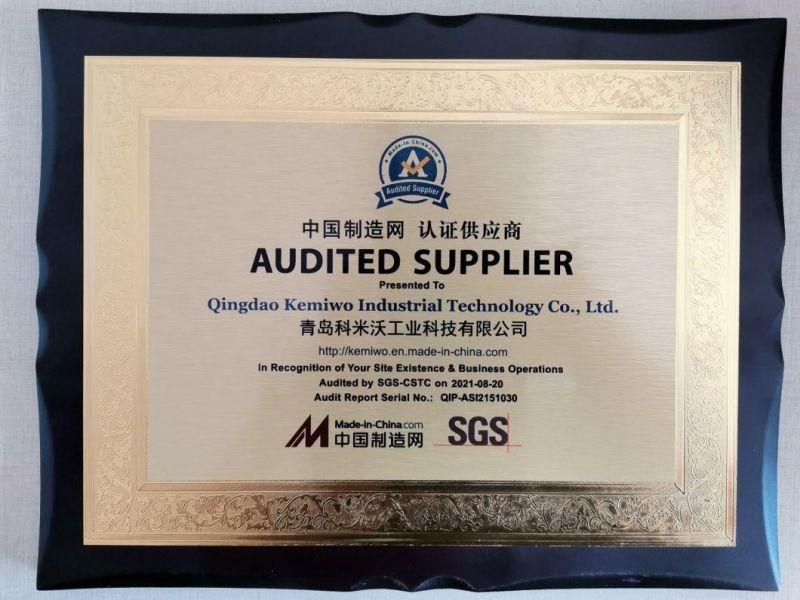 Made-in-China.com
Audited Supplier
中国制造网 认证供应商
AUDITED SUPPLIER
Presented To
Qingdao Kemiwo Industrial Technology Co., Ltd.
青岛科米沃工业科技有限公司
http://kemiwo.en.made-in-china.com
In Recognition of Your Site Existence & Business Operations
Audited by SGS-CSTC on 2021-08-20
Audit Report Serial No.: QIP-ASI2151030
Made-in-China.com
中国制造网
SGS